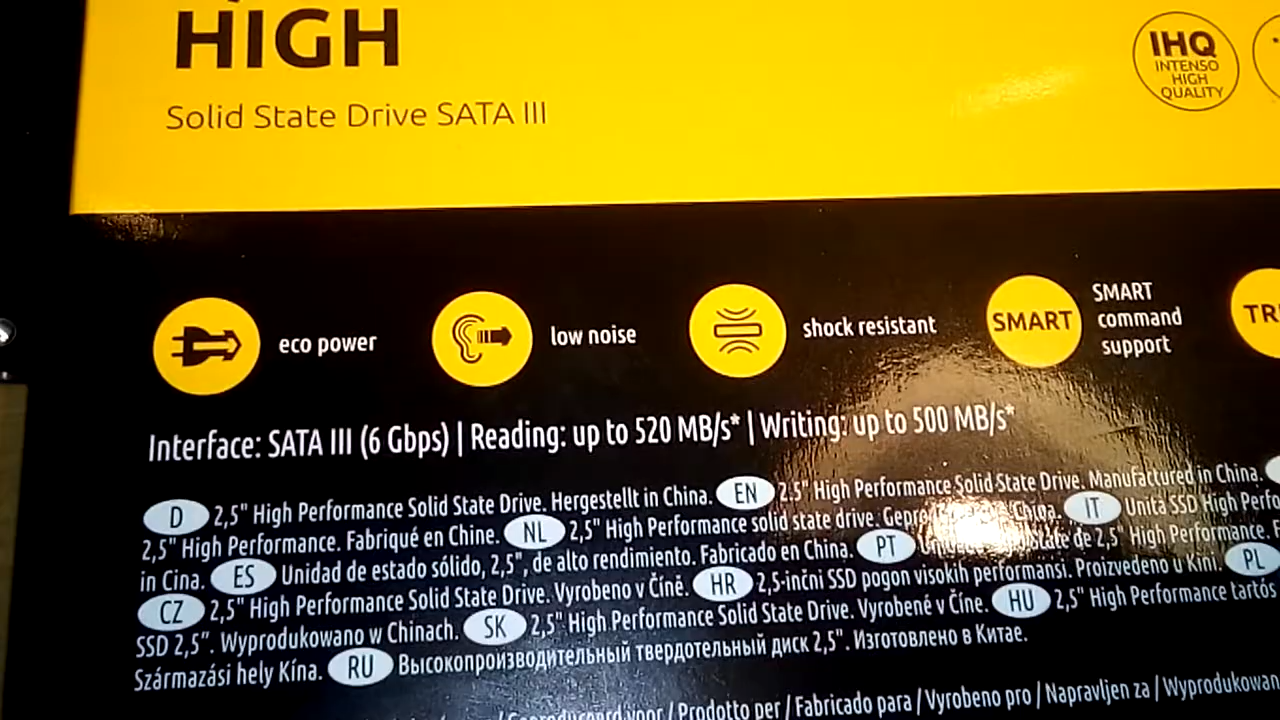 HIGH
Solid State Drive SATA III
IHQ
INTENSO
HIGH
QUALITY
eco power
low noise
shock resistant
SMART
SMART
command
support
Interface: SATA III (6 Gbps) | Reading: up to 520 MB/s* | Writing: up to 500 MB/s*
D 2,5" High Performance Solid State Drive. Hergestellt in China. EN 2.5" High Performance Solid State Drive. Manufactured in China.
2,5" High Performance. Fabriqué en Chine. NL 2,5" High Performance solid state drive. China. IT Unità SSD High
in Cina. ES Unidad de estado sólido, 2,5", de alto rendimiento. Fabricado en China. PT de 2,5" High Performance.
CZ 2,5" High Performance Solid State Drive. Vyrobeno v Číně. HR 2,5-inčni SSD pogon visokih performansi. Proizvedeno u Kini. PL
SSD 2,5". Wyprodukowano w Chinach. SK 2,5" High Performance Solid State Drive. Vyrobené v Číne. HU 2,5" High Performance tartós
Származási hely Kína. RU Высокопроизводительный твердотельный диск 2,5". Изготовлено в Китае.
voor / Prodotto per / Fabricado para / Vyrobeno pro / Napravljen za /